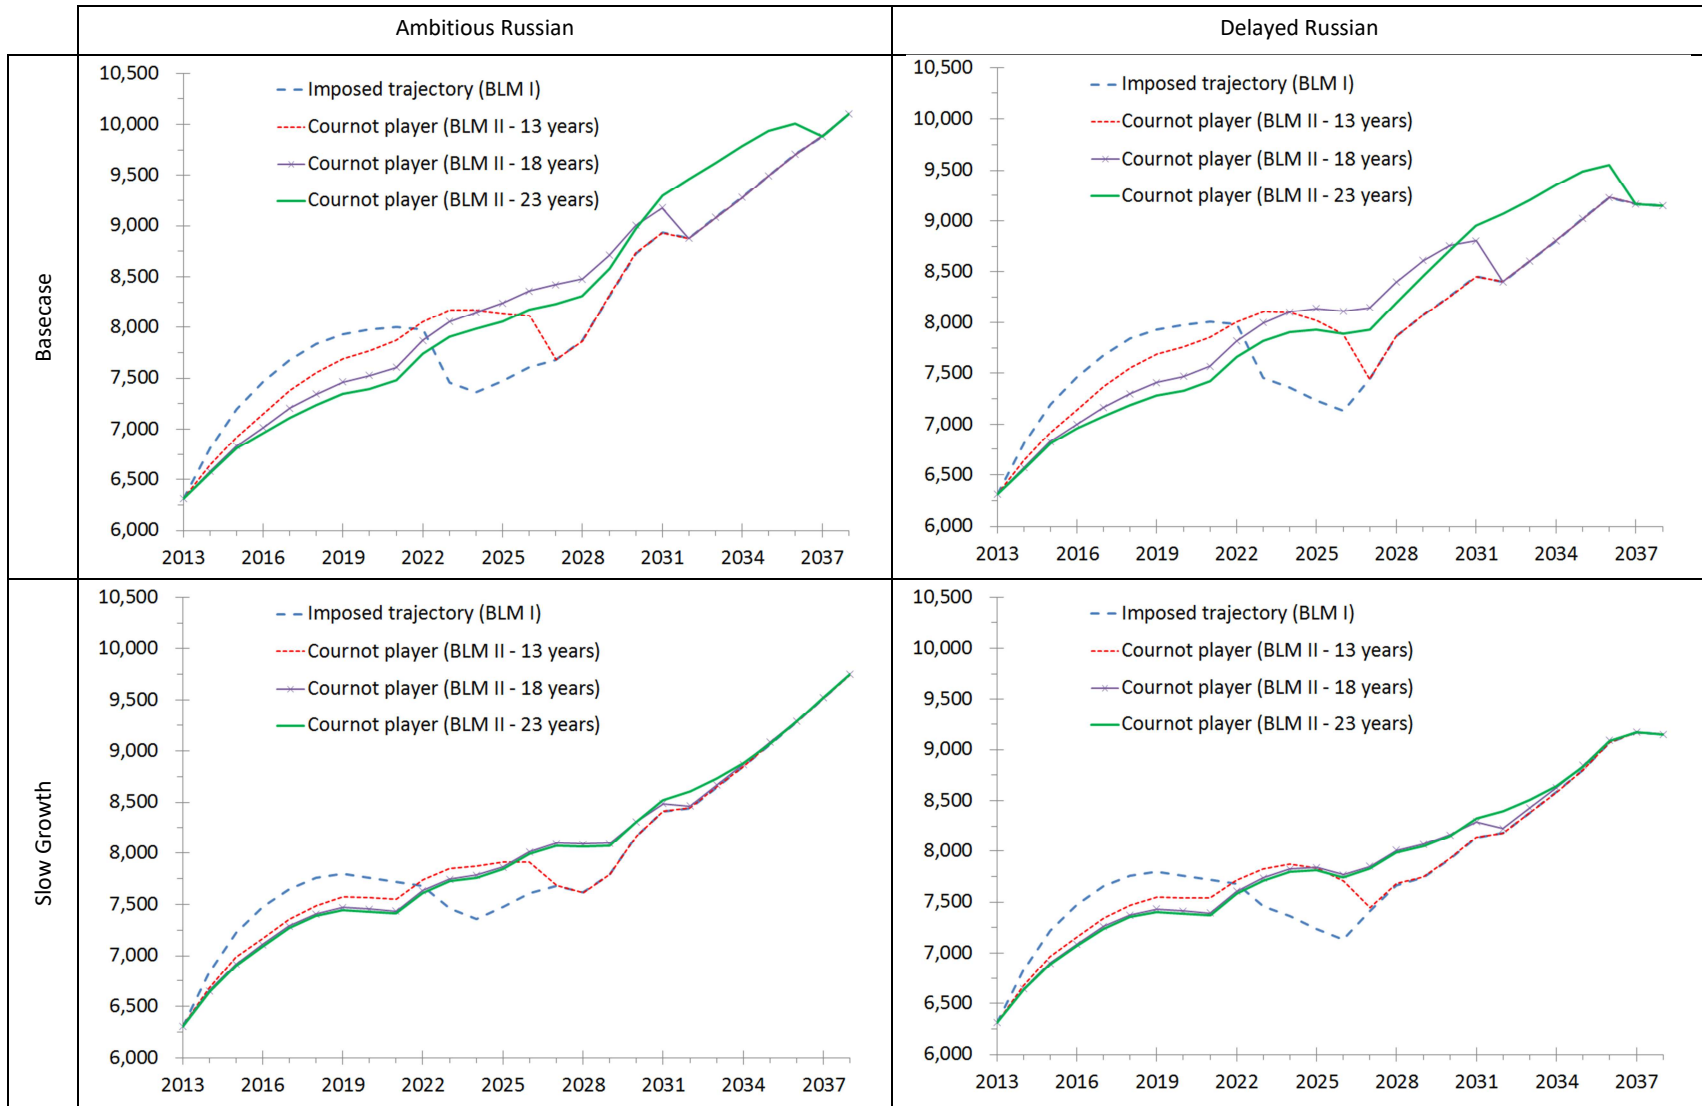 Ambitious Russian
Delayed Russian
Basecase
10,500
10,000
9,500
9,000
8,500
8,000
7,500
7,000
6,500
6,000
Imposed trajectory (BLM I)
Cournot player (BLM II - 13 years)
Cournot player (BLM II - 18 years)
Cournot player (BLM II - 23 years)
2013 2016 2019 2022 2025 2028 2031 2034 2037
10,500
10,000
9,500
9,000
8,500
8,000
7,500
7,000
6,500
6,000
Imposed trajectory (BLM I)
Cournot player (BLM II - 13 years)
Cournot player (BLM II - 18 years)
Cournot player (BLM II - 23 years)
2013 2016 2019 2022 2025 2028 2031 2034 2037
Slow Growth
10,500
10,000
9,500
9,000
8,500
8,000
7,500
7,000
6,500
6,000
Imposed trajectory (BLM I)
Cournot player (BLM II - 13 years)
Cournot player (BLM II - 18 years)
Cournot player (BLM II - 23 years)
2013 2016 2019 2022 2025 2028 2031 2034 2037
10,500
10,000
9,500
9,000
8,500
8,000
7,500
7,000
6,500
6,000
Imposed trajectory (BLM I)
Cournot player (BLM II - 13 years)
Cournot player (BLM II - 18 years)
Cournot player (BLM II - 23 years)
2013 2016 2019 2022 2025 2028 2031 2034 2037